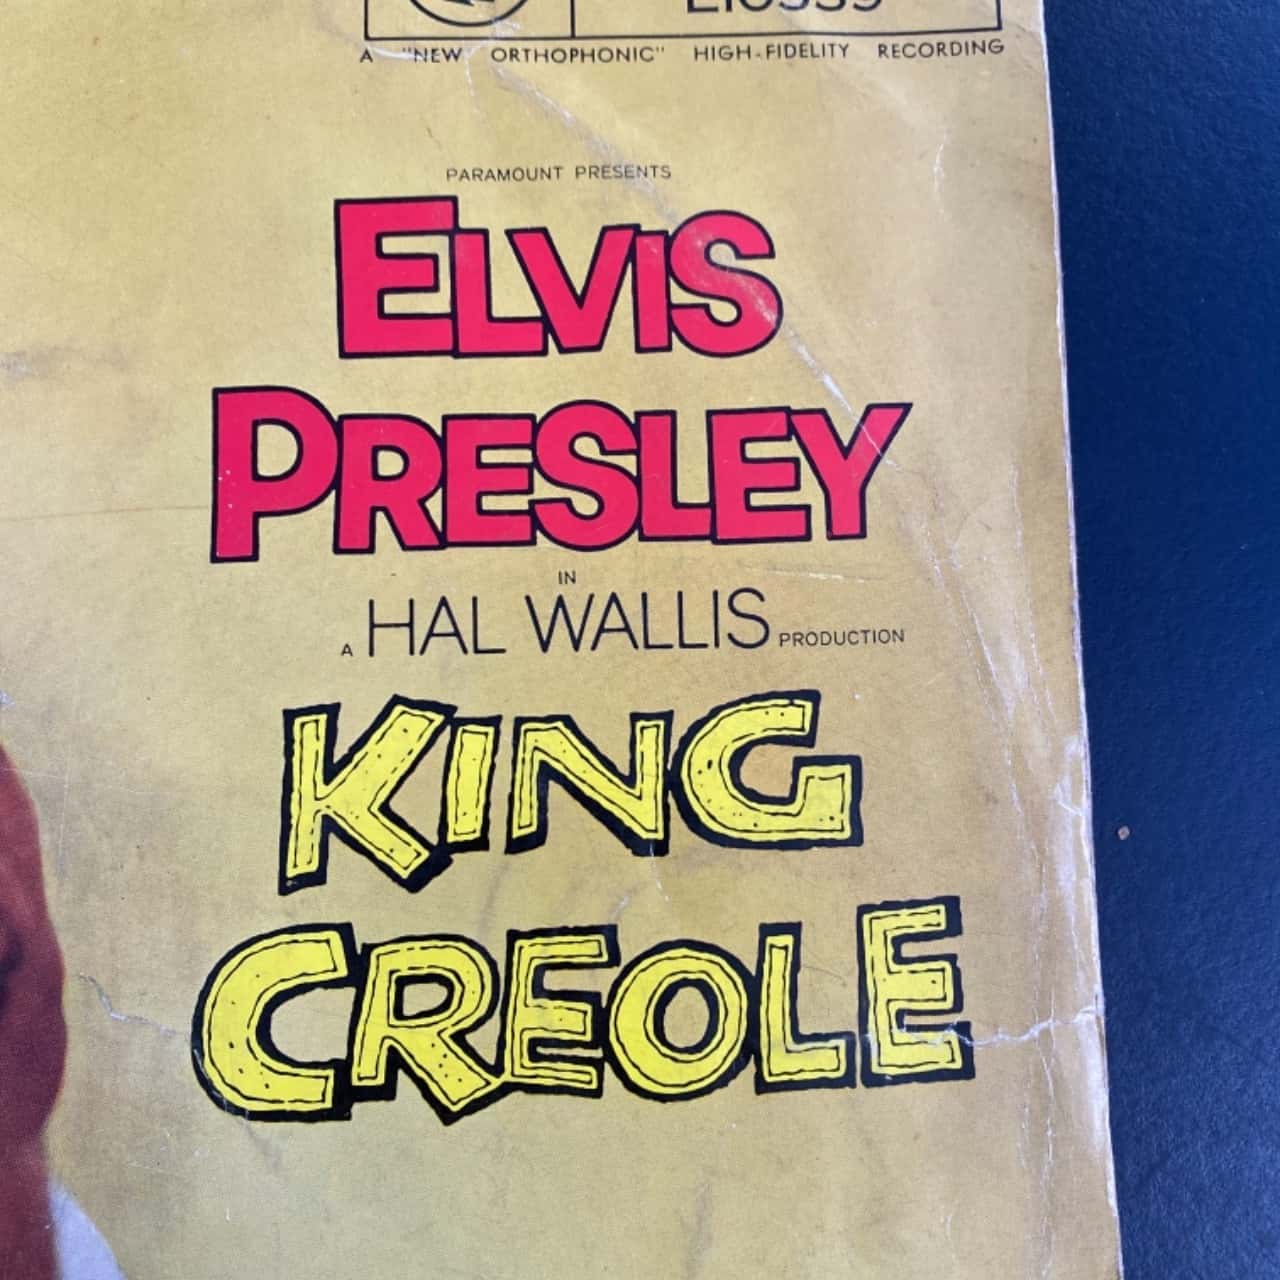 A "NEW ORTHOPHONIC" HIGH-FIDELITY RECORDING
PARAMOUNT PRESENTS
ELVIS
PRESLEY
IN
A HAL WALLIS PRODUCTION
KING
CREOLE